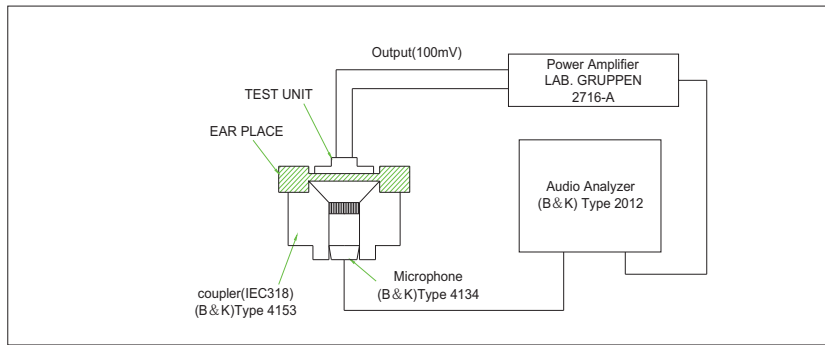 Output(100mV)
Power Amplifier
LAB. GRUPPEN
2716-A
TEST UNIT
EAR PLACE
Audio Analyzer
(B&K) Type 2012
Microphone
(B&K)Type 4134
coupler(IEC318)
(B&K)Type 4153